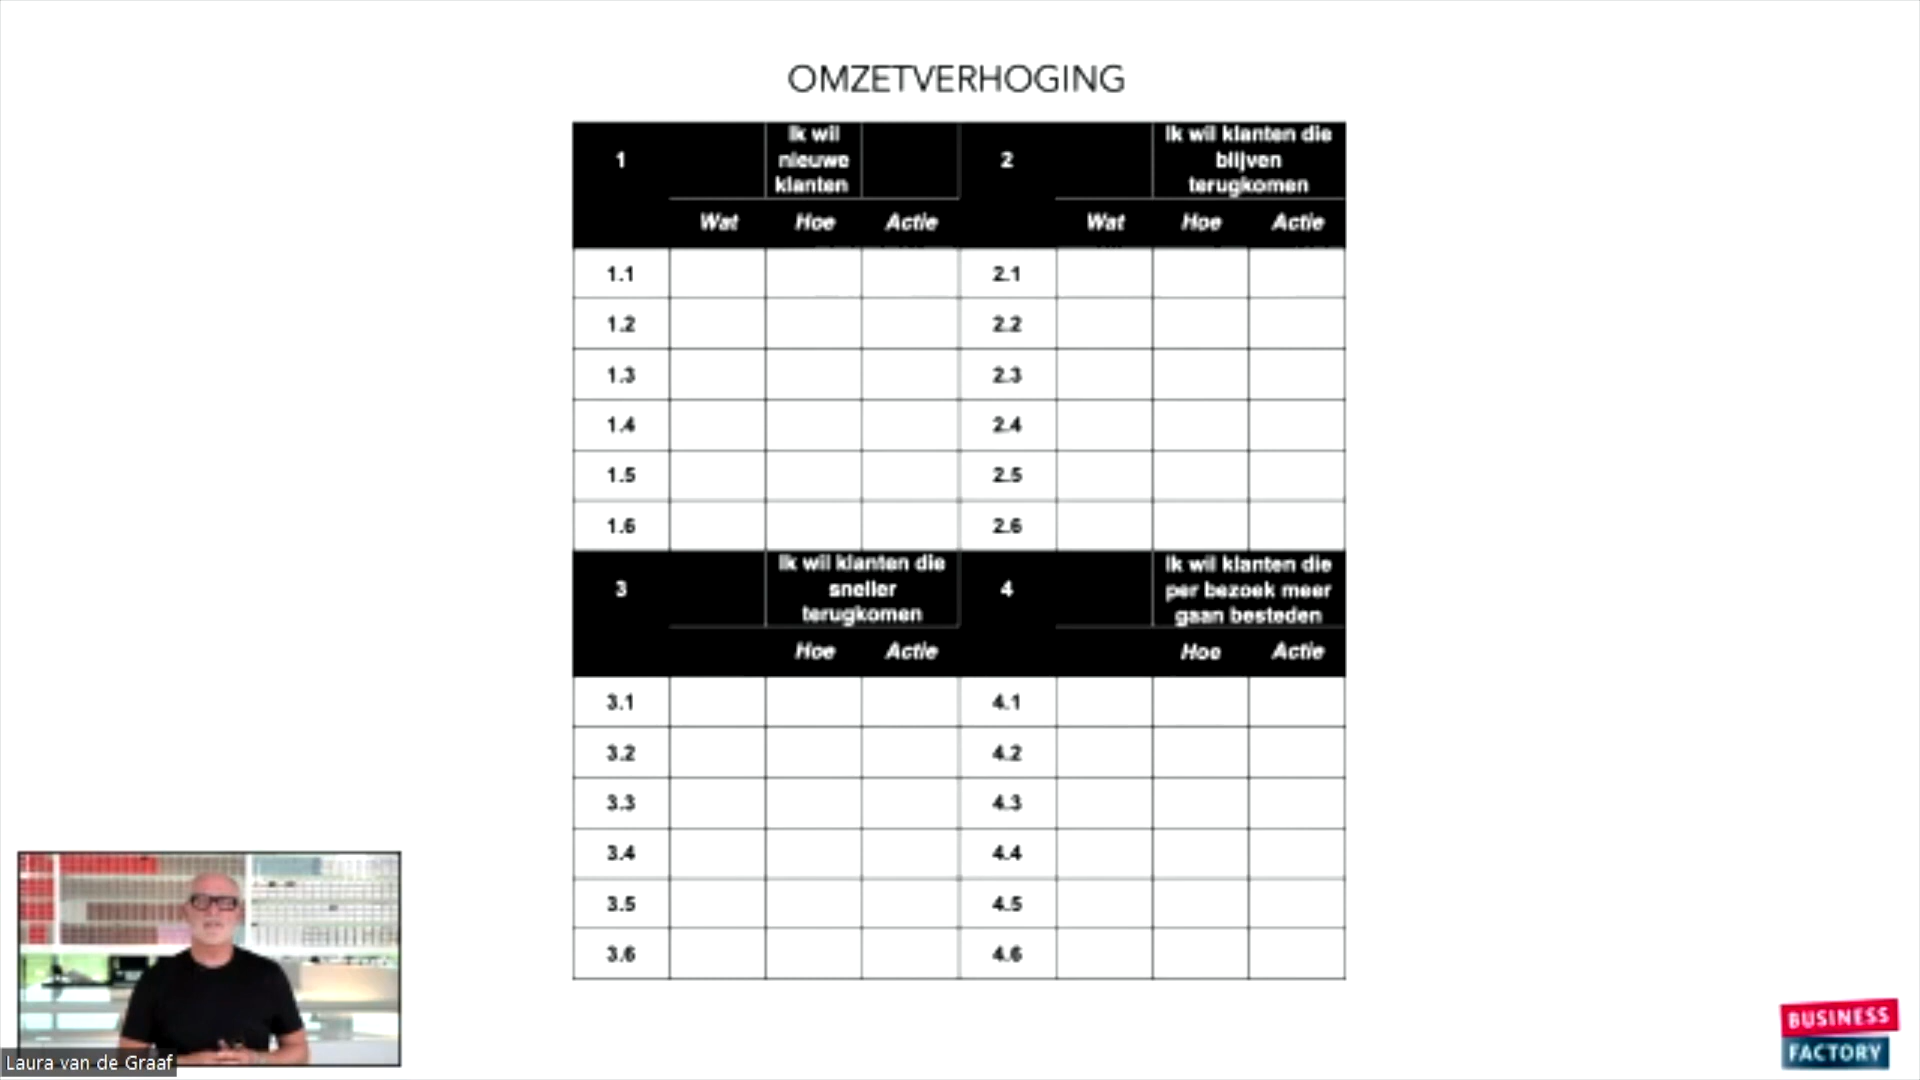 OMZETVERHOGING
1
Ik wil
nieuwe
klanten
2
Ik wil klanten die
blijven
terugkomen
Wat Hoe Actie Wat Hoe Actie
1.1 2.1
1.2 2.2
1.3 2.3
1.4 2.4
1.5 2.5
1.6 2.6
3
Ik wil klanten die
sneller
terugkomen
4
Ik wil klanten die
per bezoek meer
gaan besteden
Hoe Actie Hoe Actie
3.1 4.1
3.2 4.2
3.3 4.3
3.4 4.4
3.5 4.5
3.6 4.6
Laura van de Graaf
BUSINESS
FACTORY